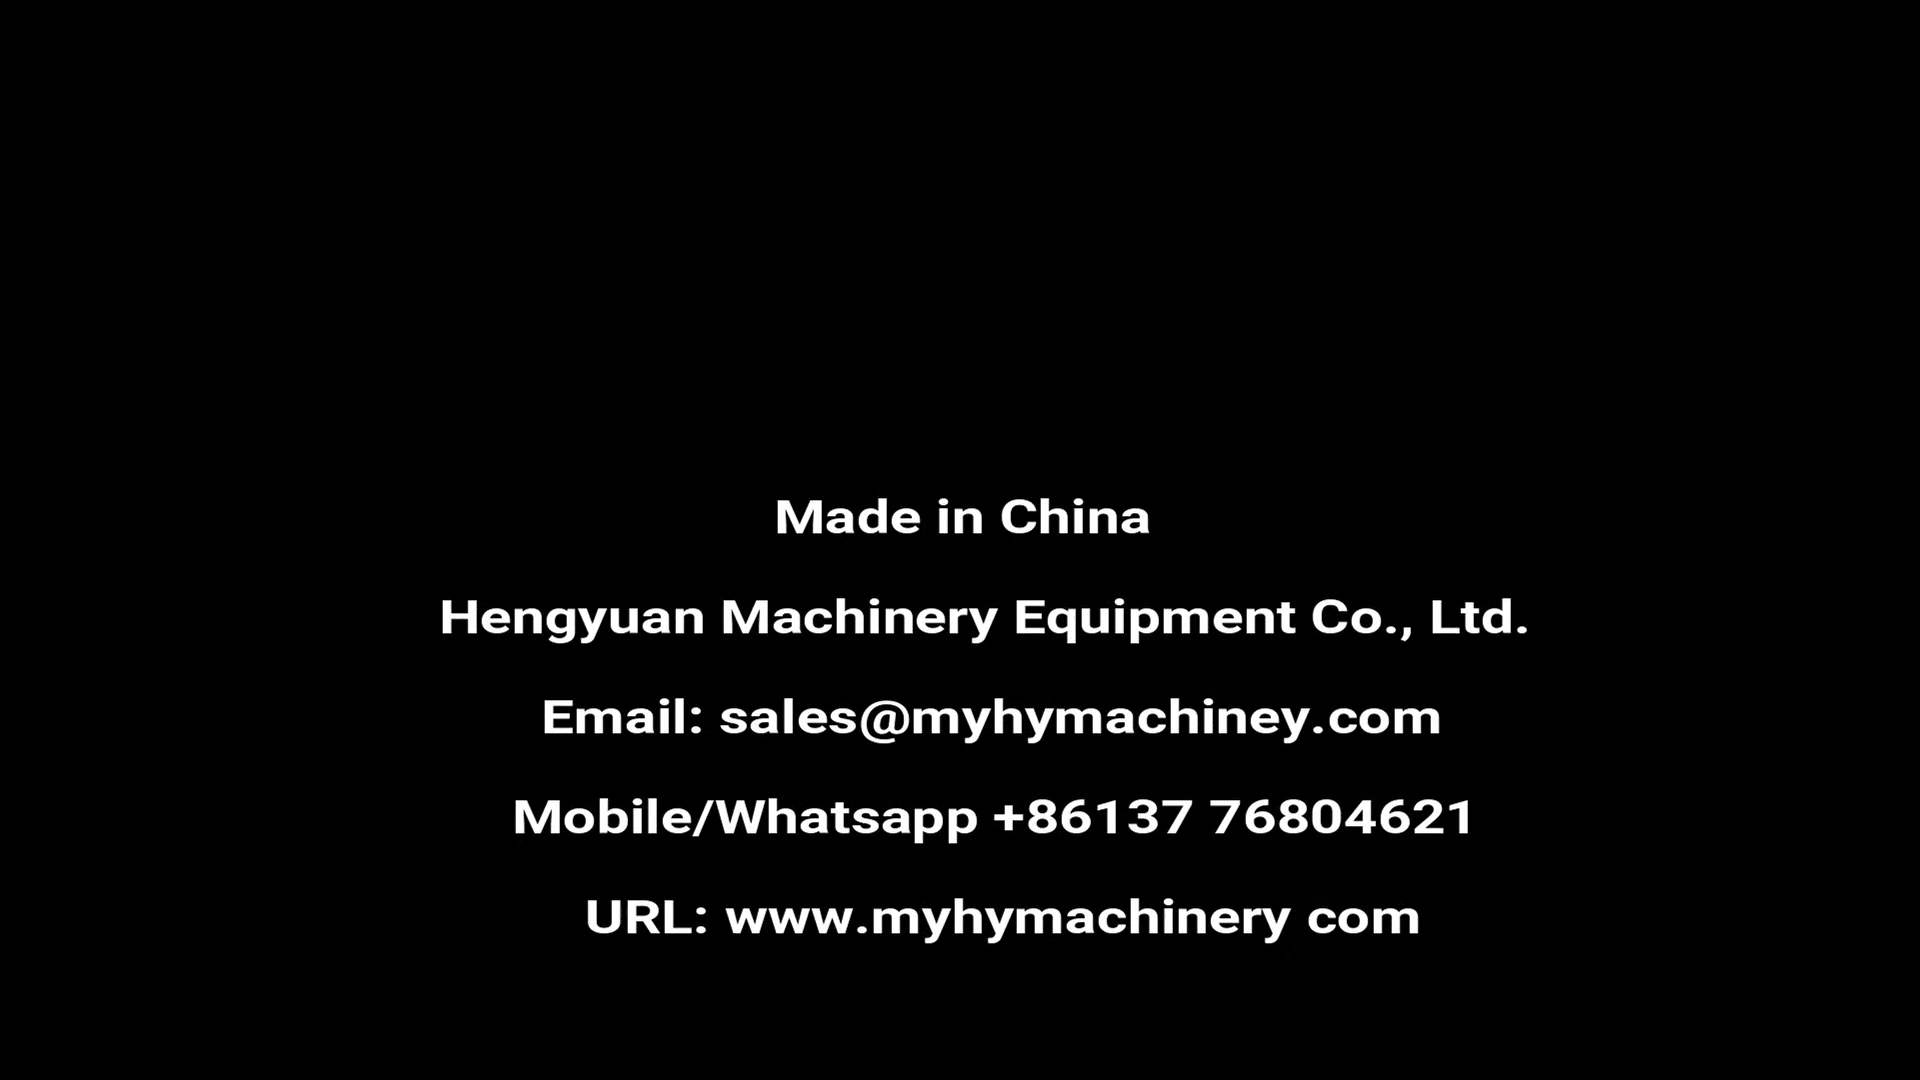 Made in China
Hengyuan Machinery Equipment Co., Ltd.
Email: sales@myhymachiney.com
Mobile/Whatsapp +86137 76804621
URL: www.myhymachinery com